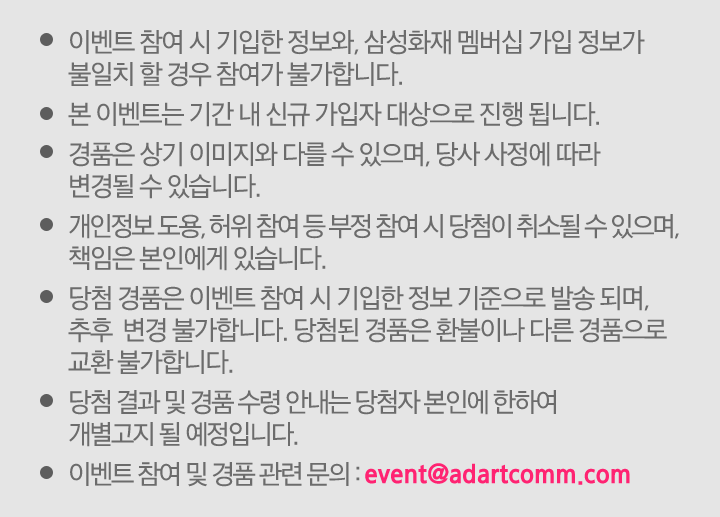 ● 이벤트 참여 시 기입한 정보와, 삼성화재 멤버십 가입 정보가
불일치 할 경우 참여가 불가합니다.
● 본 이벤트는 기간 내 신규 가입자 대상으로 진행 됩니다.
● 경품은 상기 이미지와 다를 수 있으며, 당사 사정에 따라
변경될 수 있습니다.
● 개인정보 도용, 허위 참여 등 부정 참여 시 당첨이 취소될 수 있으며,
책임은 본인에게 있습니다.
● 당첨 경품은 이벤트 참여 시 기입한 정보 기준으로 발송 되며,
추후 변경 불가합니다. 당첨된 경품은 환불이나 다른 경품으로
교환 불가합니다.
● 당첨 결과 및 경품 수령 안내는 당첨자 본인에 한하여
개별고지 될 예정입니다.
● 이벤트 참여 및 경품 관련 문의 : event@adartcomm.com